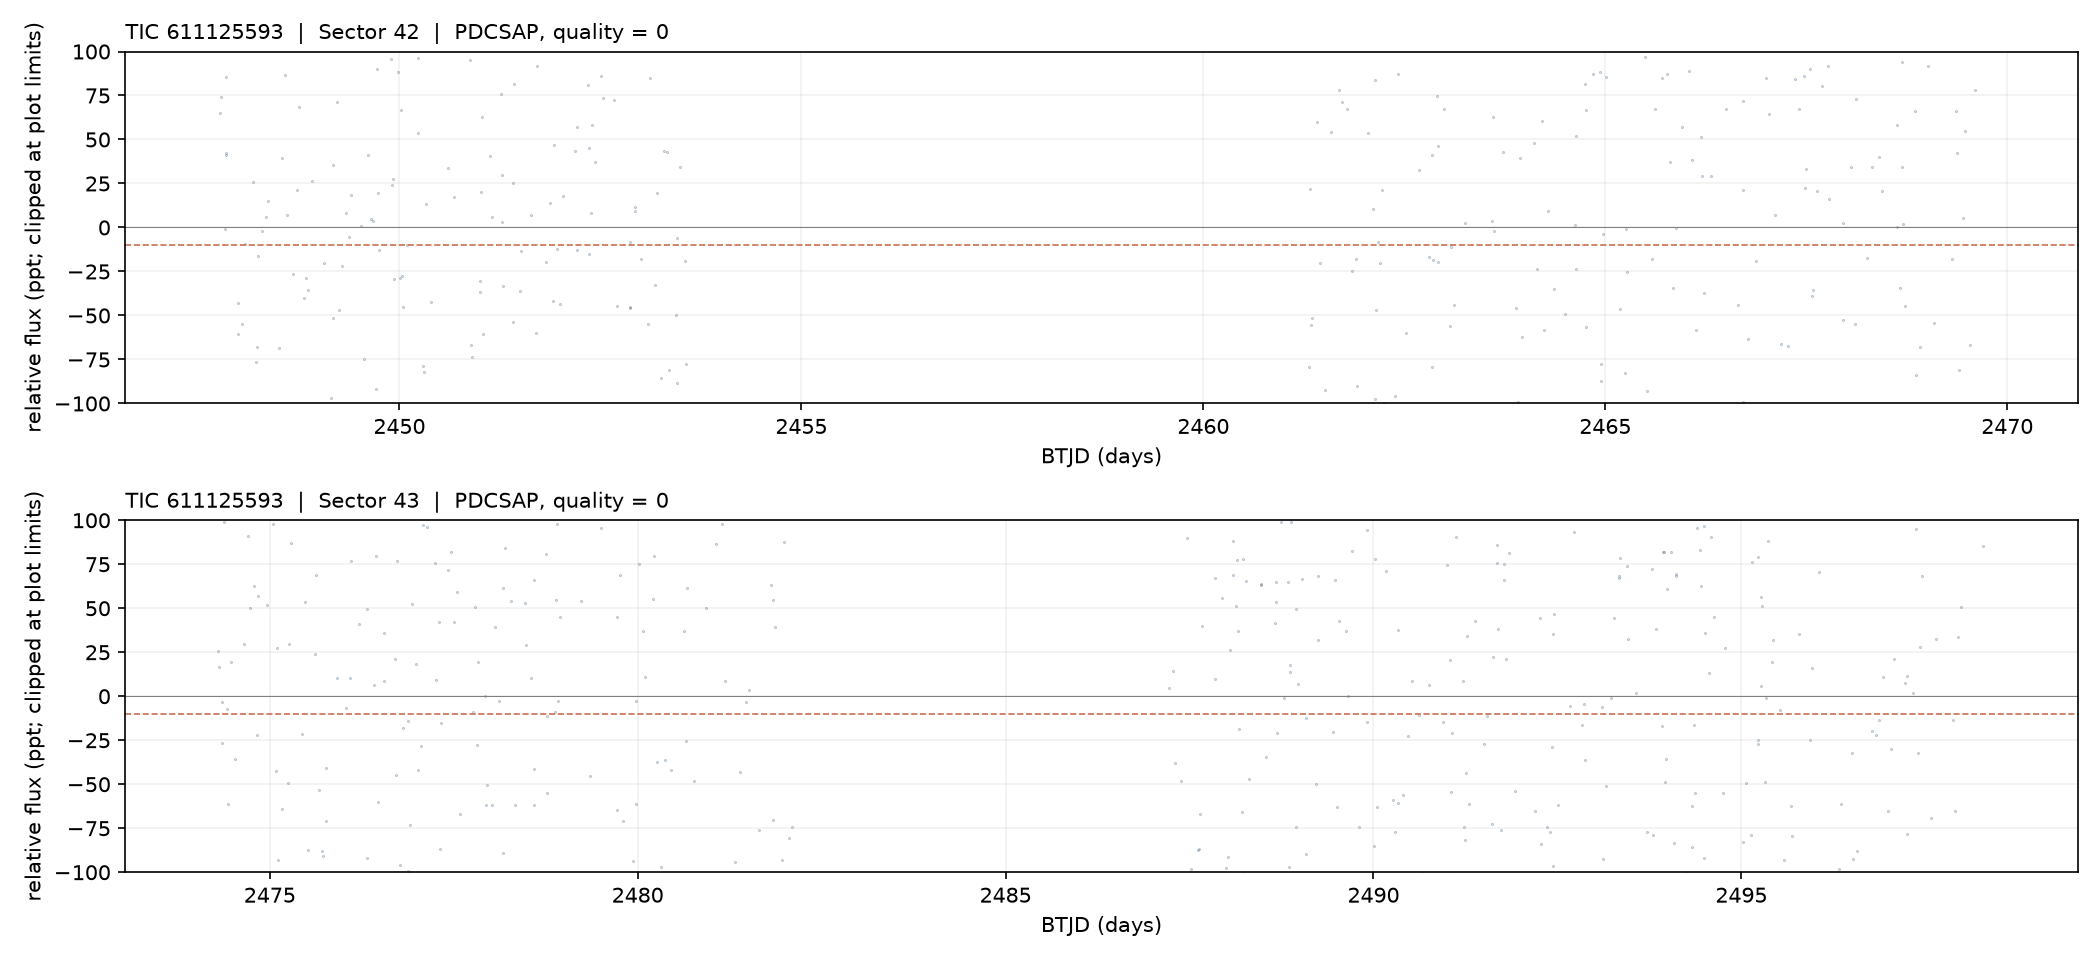 TIC 611125593 | Sector 42 | PDCSAP, quality = 0
relative flux (ppt; clipped at plot limits)
100
75
50
25
0
−25
−50
−75
−100
2450 2455 2460 2465 2470
BTJD (days)
TIC 611125593 | Sector 43 | PDCSAP, quality = 0
relative flux (ppt; clipped at plot limits)
100
75
50
25
0
−25
−50
−75
−100
2475 2480 2485 2490 2495
BTJD (days)